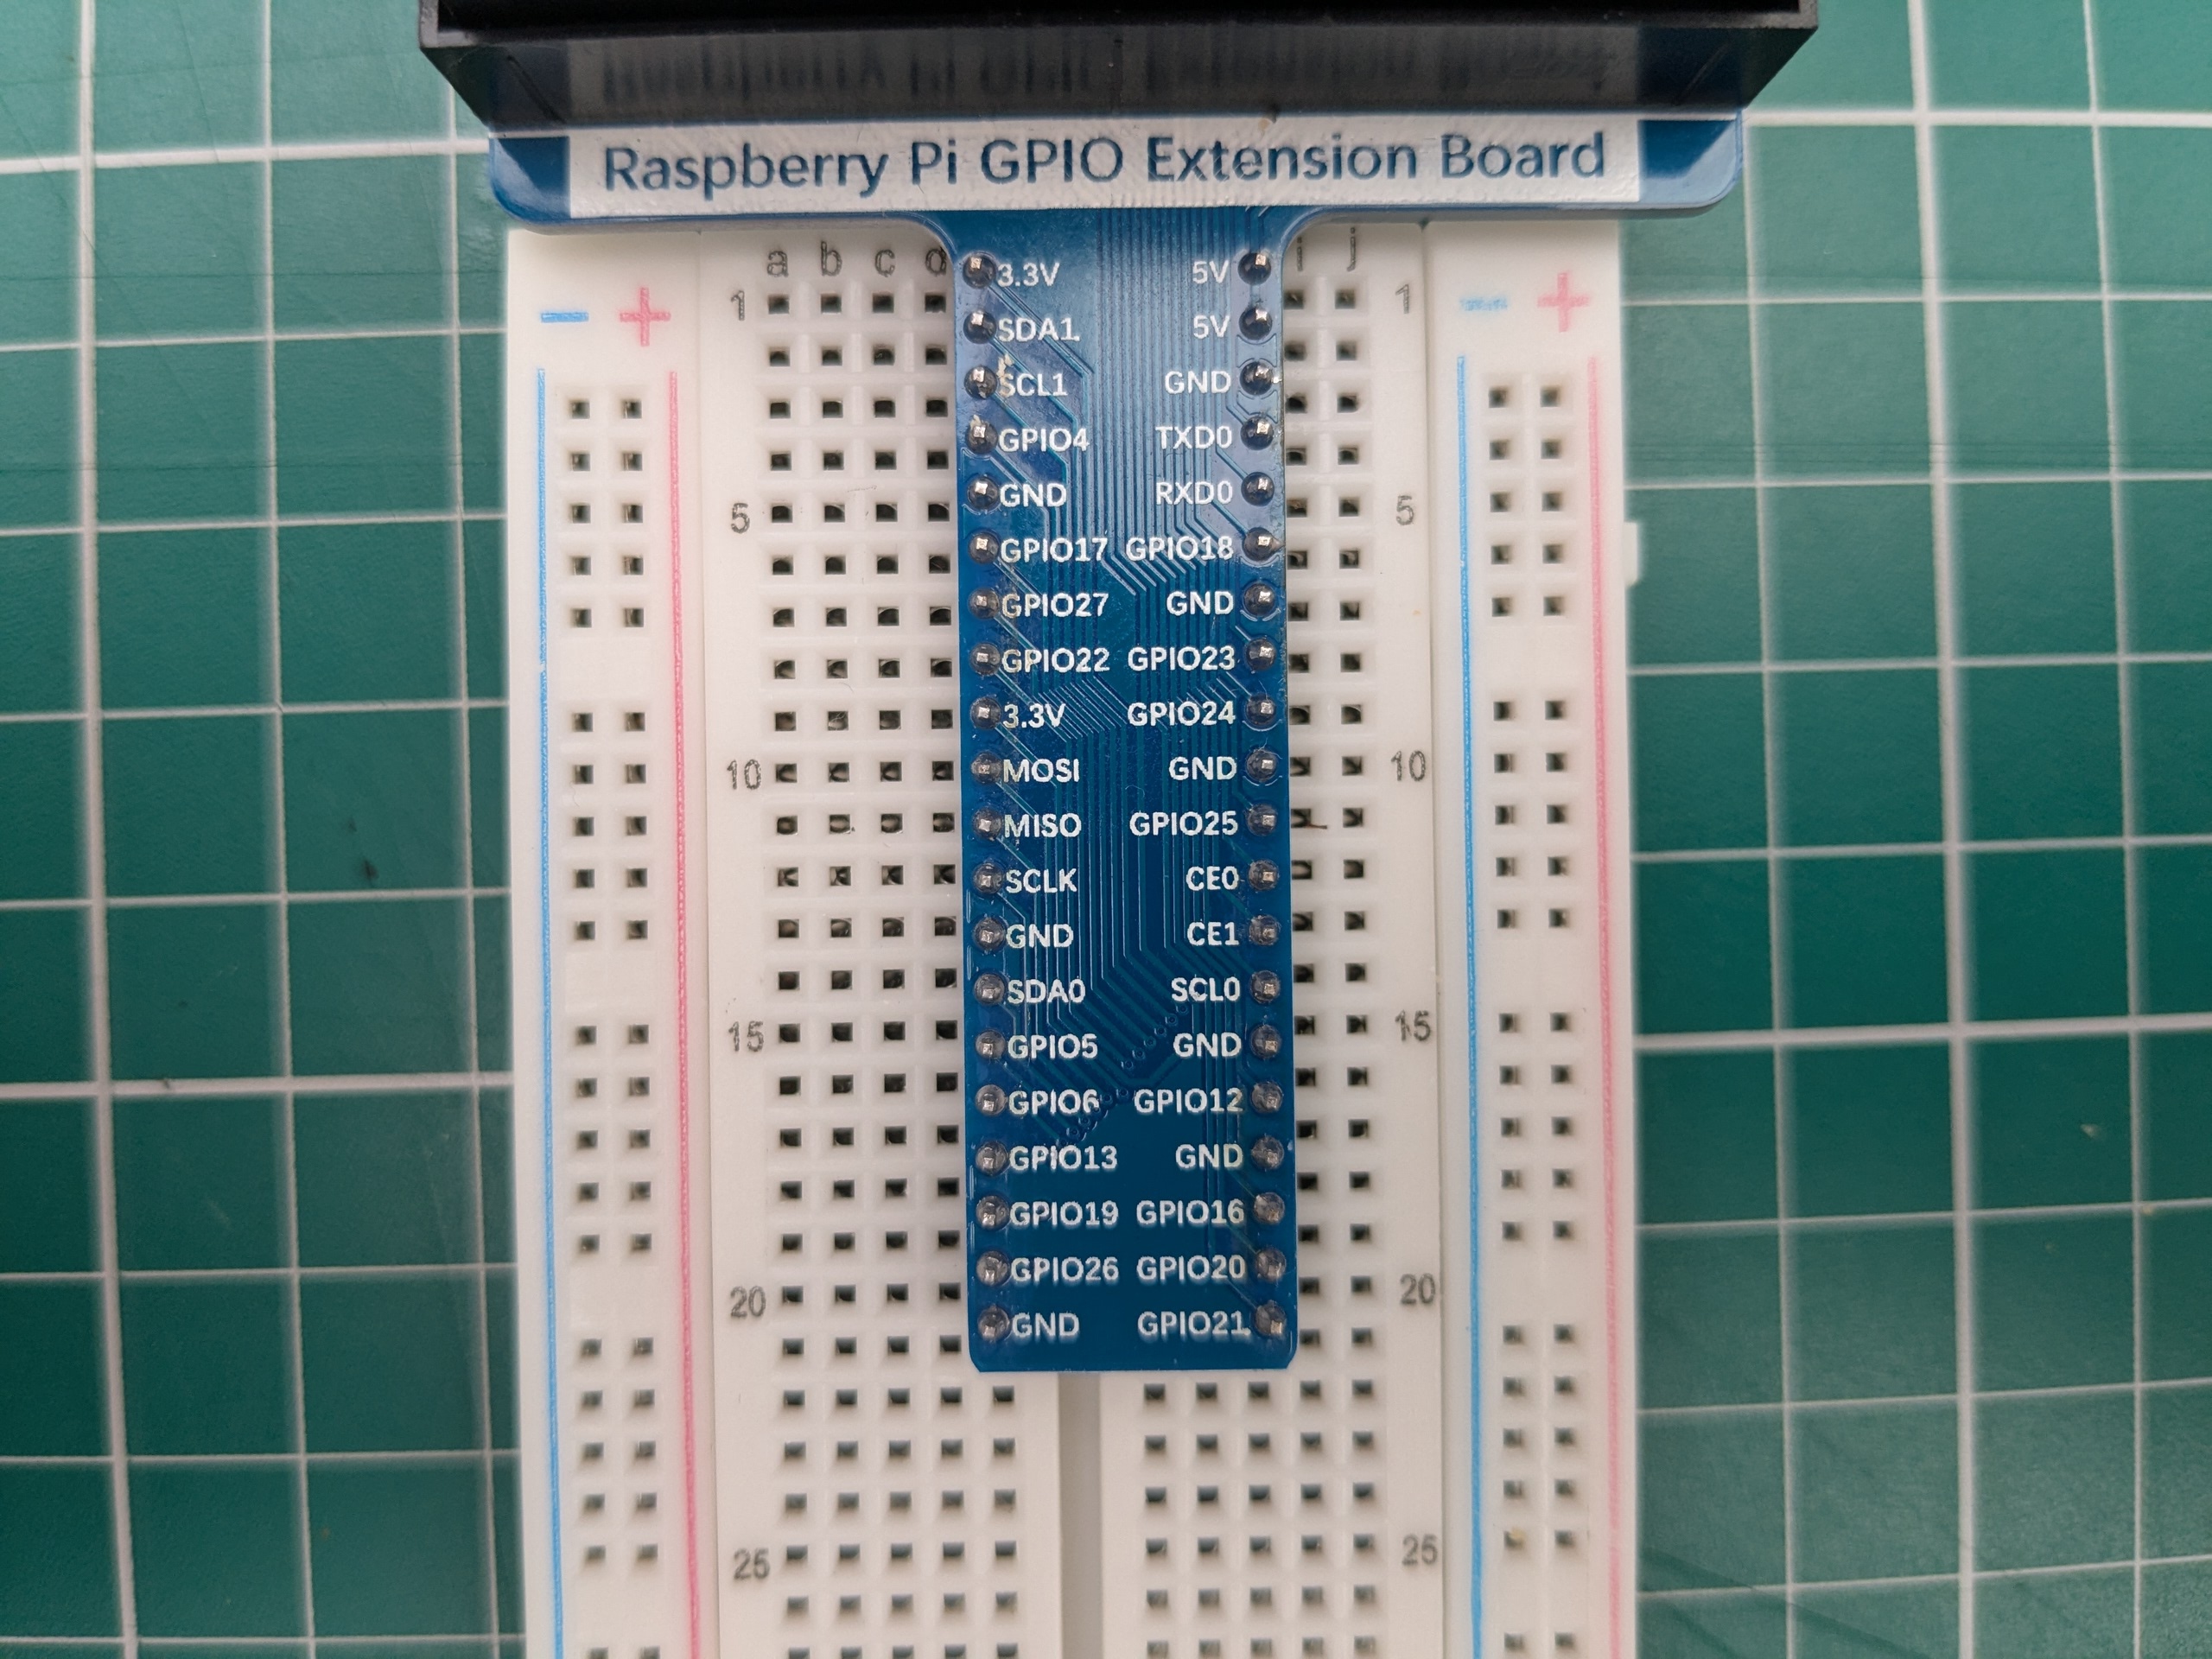 Raspberry Pi GPIO Extension Board
a b c d i j
3.3V 5V
1 1
- + - +
SDA1 5V
SCL1 GND
GPIO4 TXD0
GND RXD0
5 5
GPIO17 GPIO18
GPIO27 GND
GPIO22 GPIO23
3.3V GPIO24
10 MOSI GND 10
MISO GPIO25
SCLK CE0
GND CE1
SDA0 SCL0
15 GPIO5 GND 15
GPIO6 GPIO12
GPIO13 GND
GPIO19 GPIO16
GPIO26 GPIO20
20 20
GND GPIO21
25 25